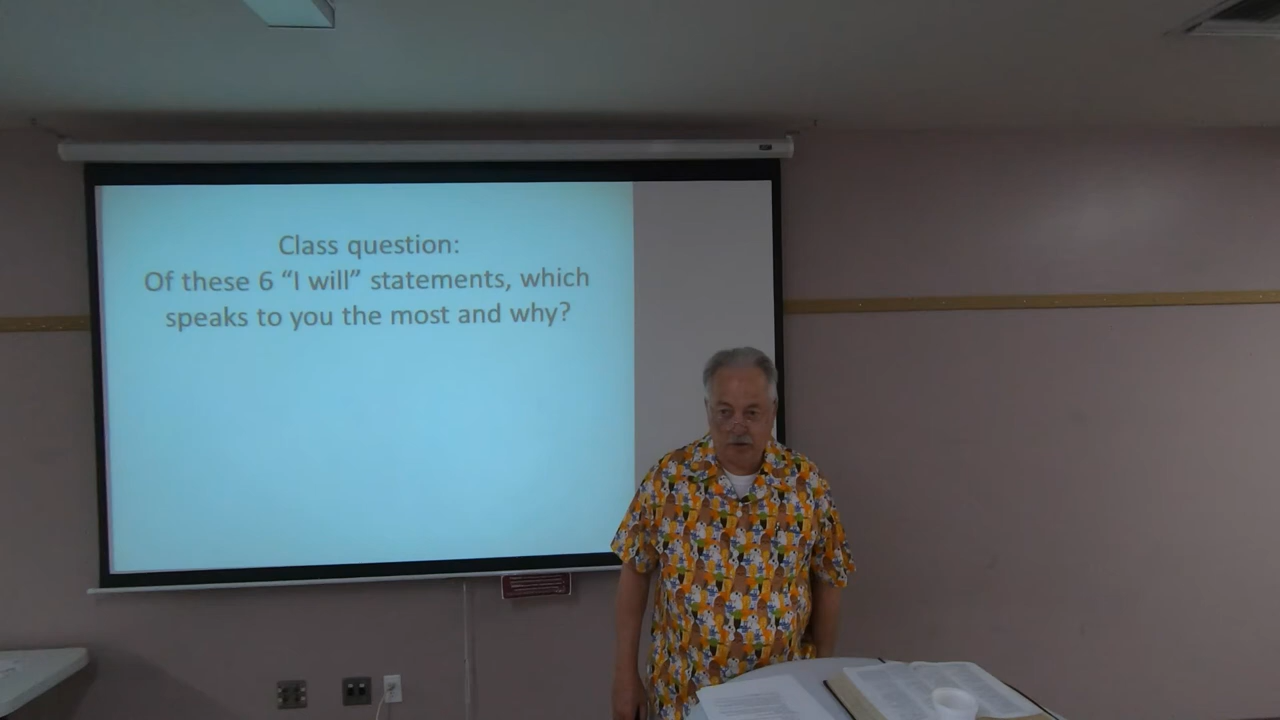 Class question:
Of these 6 “I will” statements, which
speaks to you the most and why?